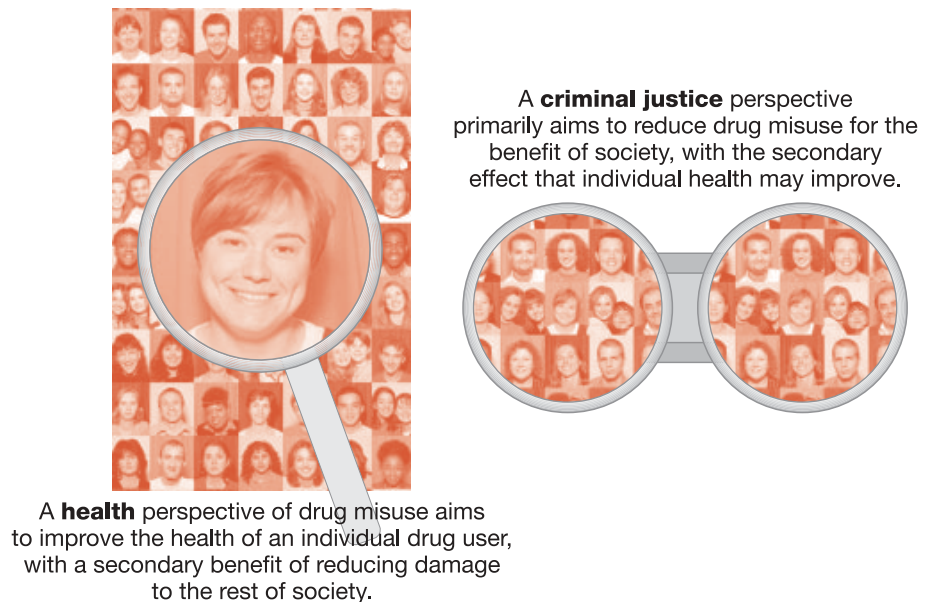 A criminal justice perspective
primarily aims to reduce drug misuse for the
benefit of society, with the secondary
effect that individual health may improve.
A health perspective of drug misuse aims
to improve the health of an individual drug user,
with a secondary benefit of reducing damage
to the rest of society.